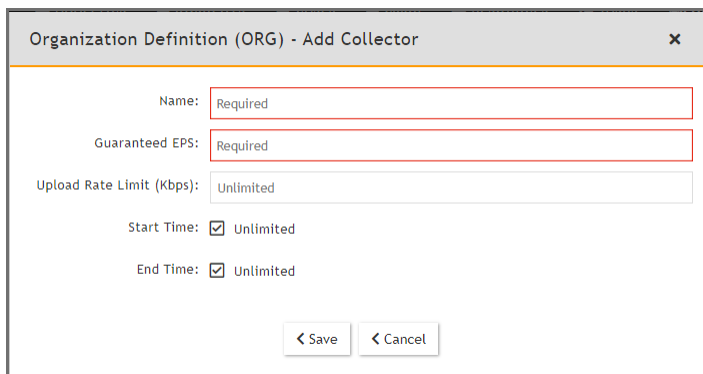 Organization Definition (ORG) - Add Collector
Name: Required
Guaranteed EPS: Required
Upload Rate Limit (Kbps): Unlimited
Start Time: Unlimited
End Time: Unlimited
Save Cancel